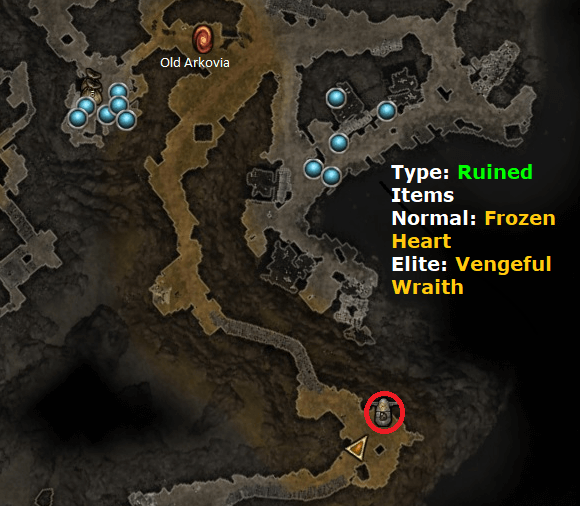 Old Arkovia
Type: Ruined
Items
Normal: Frozen
Heart
Elite: Vengeful
Wraith